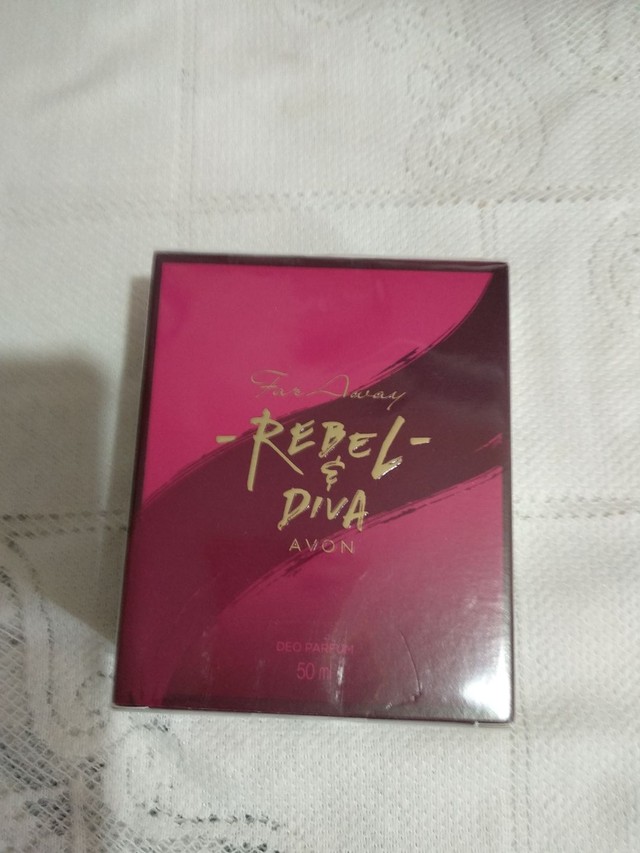 Far Away
- REBEL -
&
DIVA
AVON
DEO PARFUM
50 ml